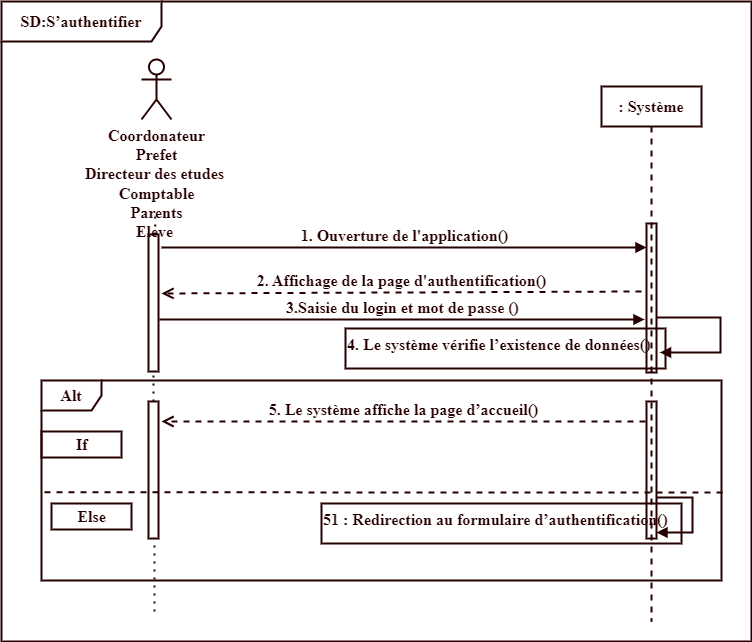 SD:S’authentifier
Coordonateur
Prefet
Directeur des etudes
Comptable
Parents
Eleve
: Système
1. Ouverture de l'application()
2. Affichage de la page d'authentification()
3.Saisie du login et mot de passe ()
4. Le système vérifie l’existence de données()
Alt
5. Le système affiche la page d’accueil()
If
Else
51 : Redirection au formulaire d’authentification()